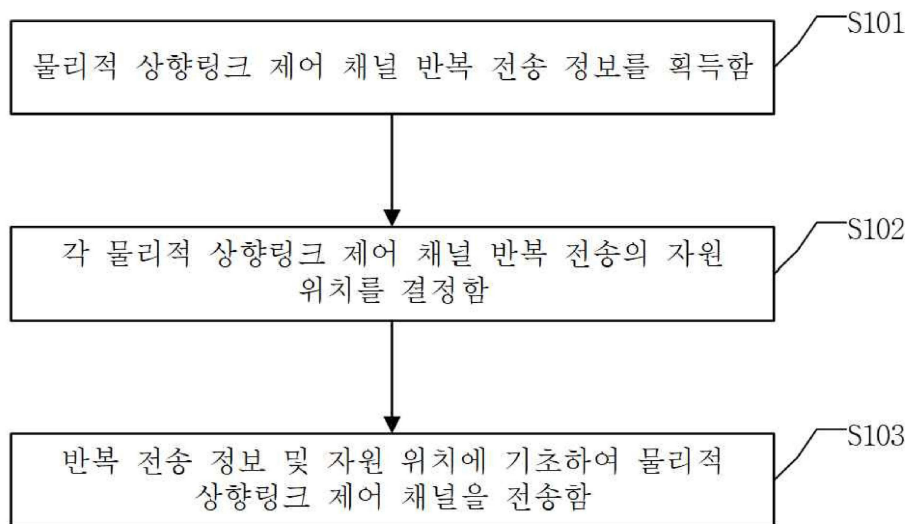 S101
물리적 상향링크 제어 채널 반복 전송 정보를 획득함
S102
각 물리적 상향링크 제어 채널 반복 전송의 자원
위치를 결정함
S103
반복 전송 정보 및 자원 위치에 기초하여 물리적
상향링크 제어 채널을 전송함